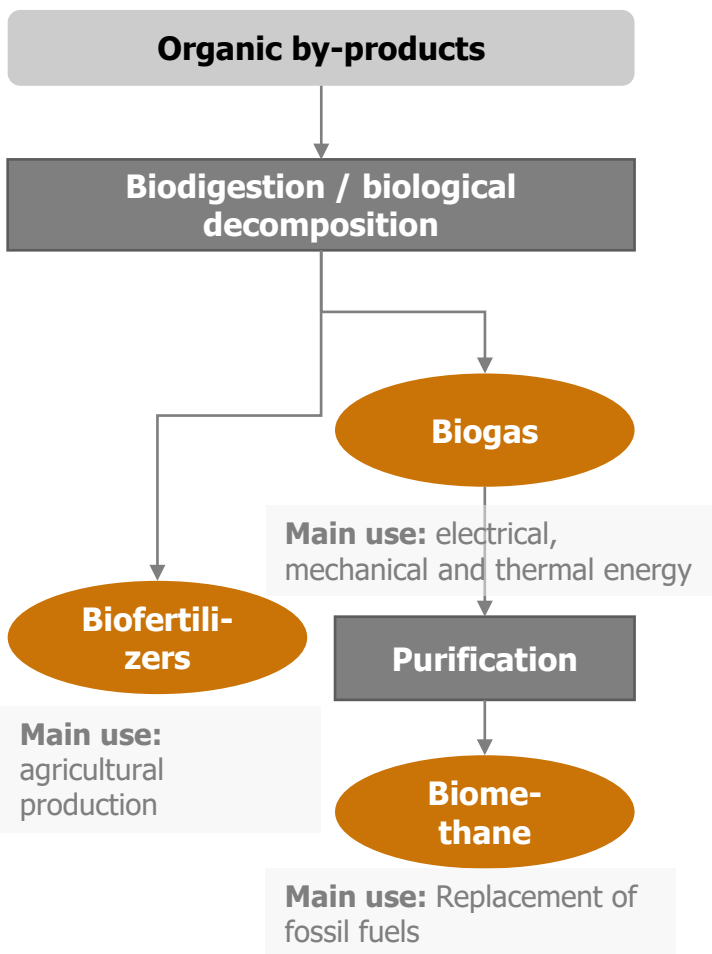 Organic by-products
Biodigestion / biological
decomposition
Biogas
Main use: electrical,
mechanical and thermal energy
Biofertili-
zers
Purification
Main use:
agricultural
production
Biome-
thane
Main use: Replacement of
fossil fuels